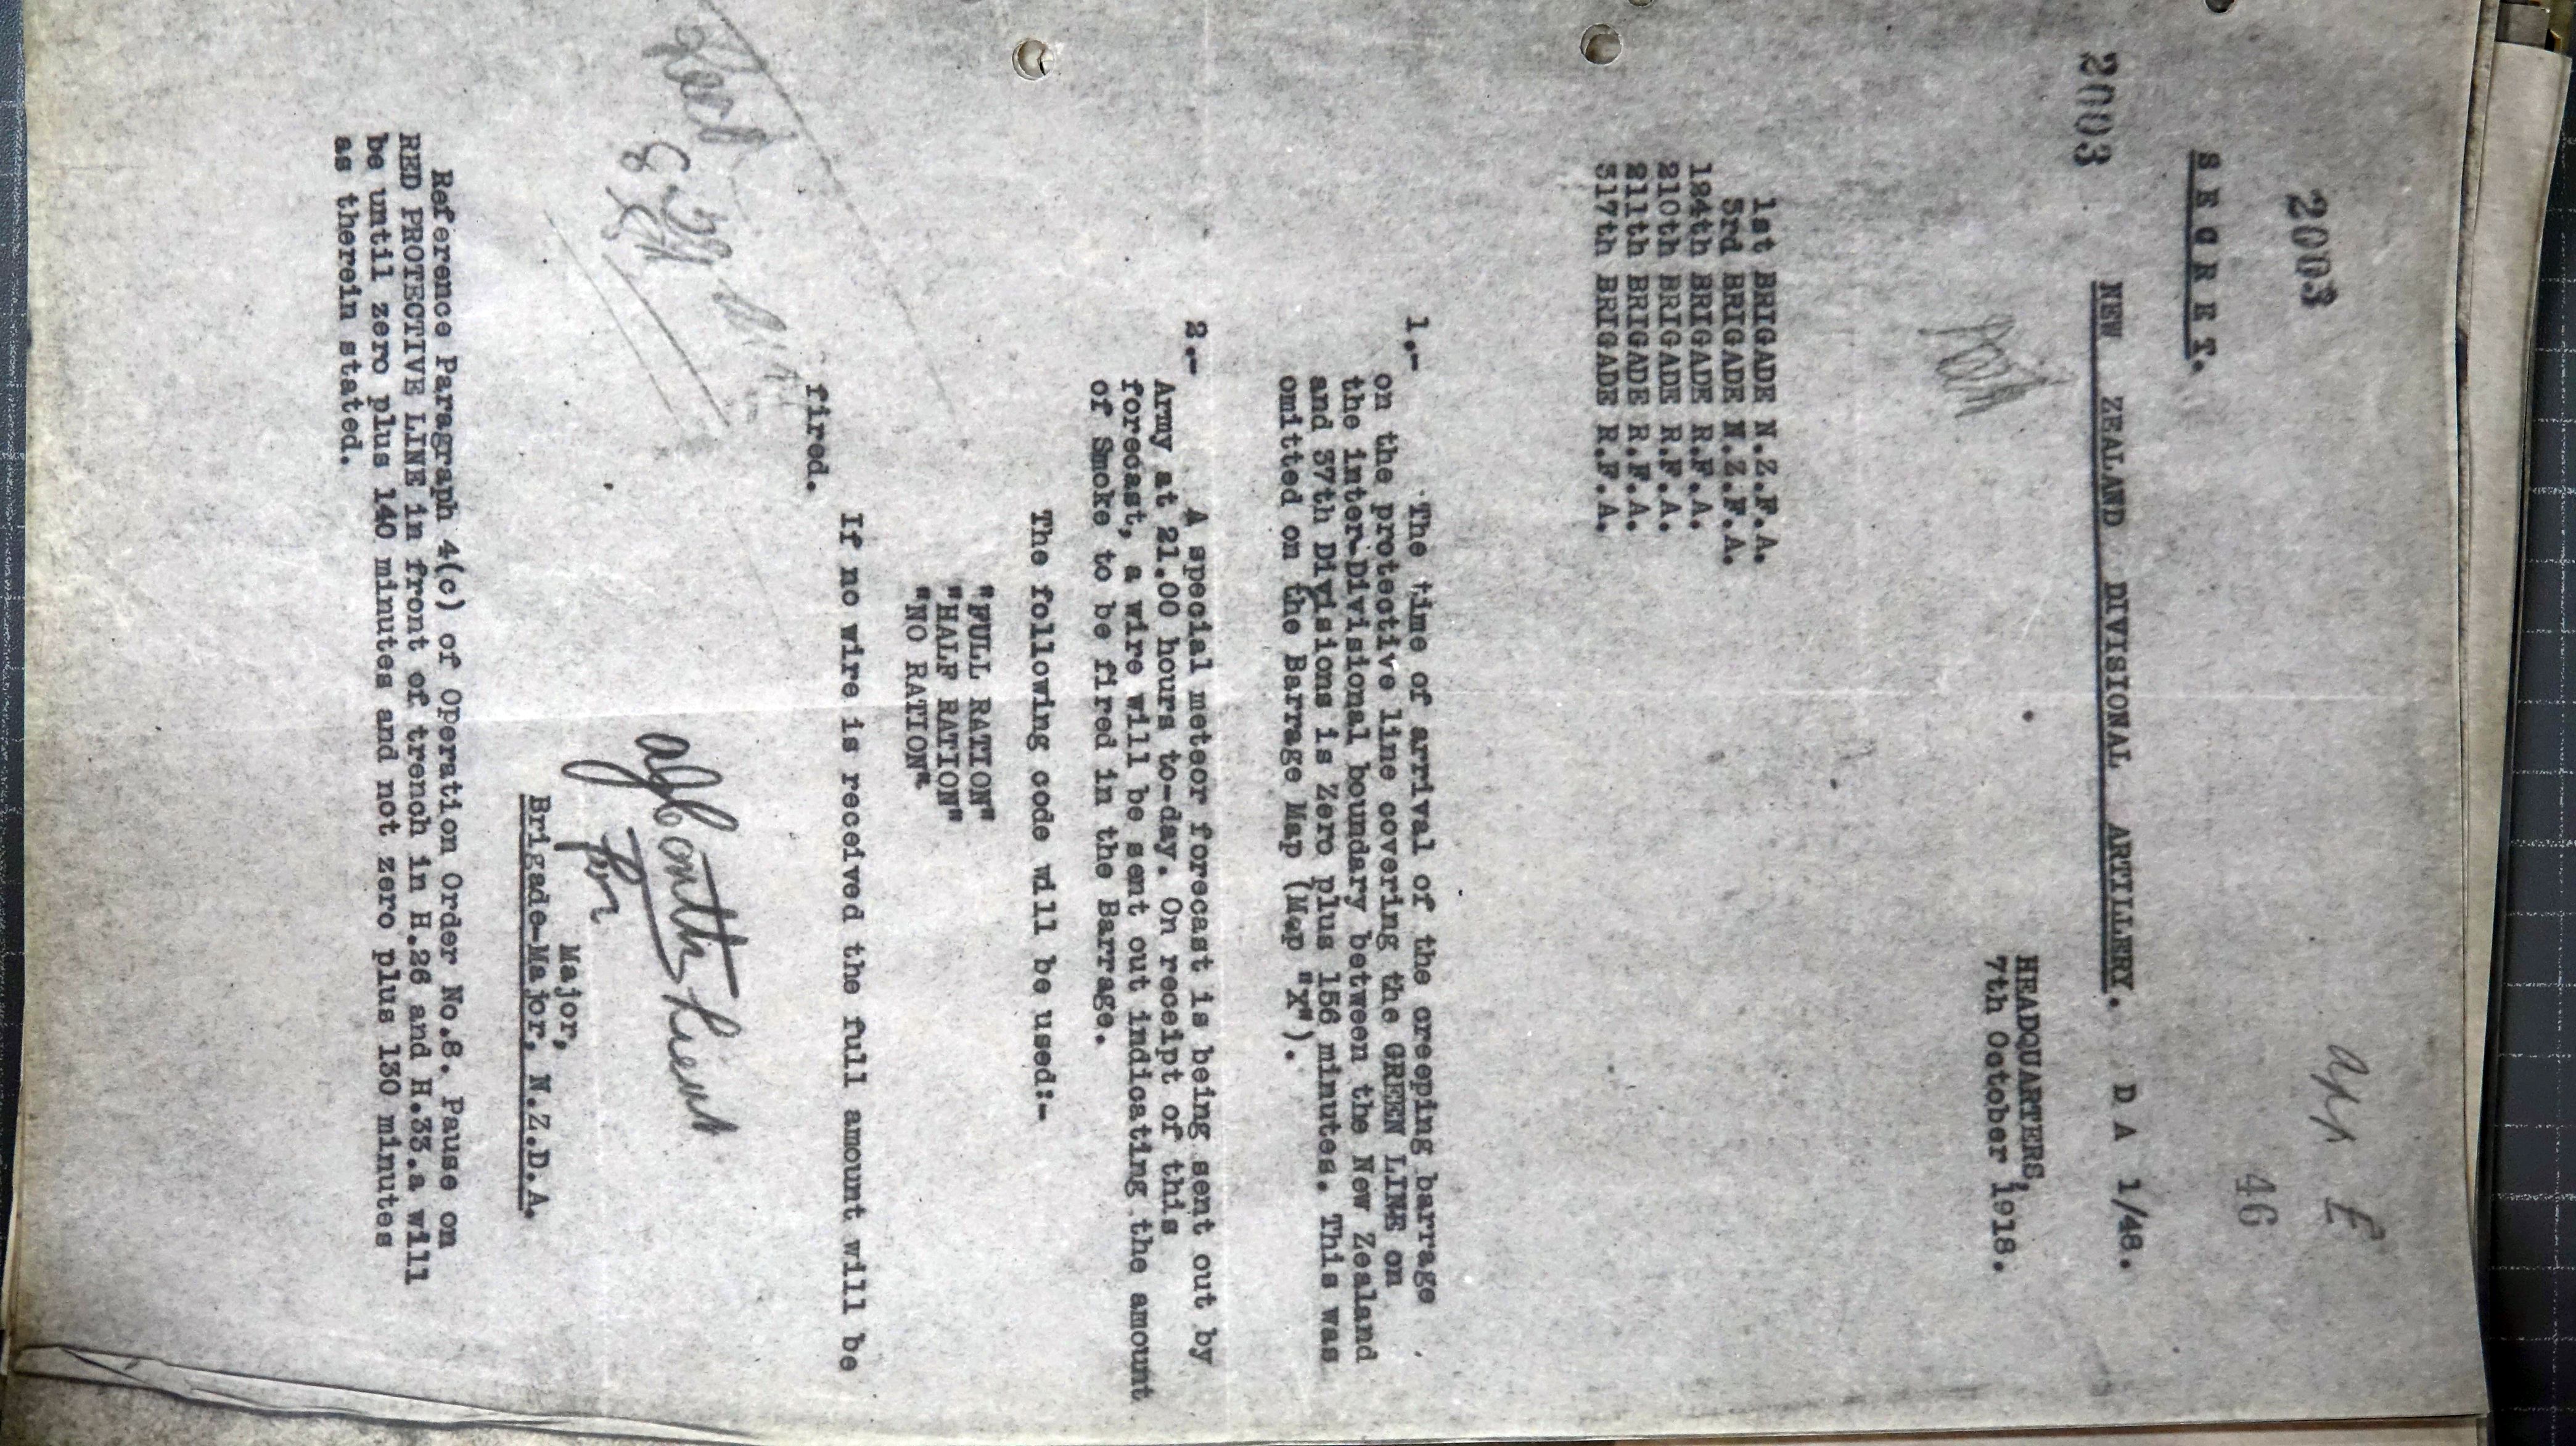 2003
App E
46
S E C R E T.
2003
NEW ZEALAND DIVISIONAL ARTILLERY. D A 1/48.
HEADQUARTERS,
7th October 1918.
1st BRIGADE N.Z.F.A.
3rd BRIGADE N.Z.F.A.
124th BRIGADE R.F.A.
210th BRIGADE R.F.A.
211th BRIGADE R.F.A.
317th BRIGADE R.F.A.
1.- The time of arrival of the creeping barrage
on the protective line covering the GREEN LINE on
the inter-Divisional boundary between the New Zealand
and 37th Divisions is Zero plus 156 minutes. This was
omitted on the Barrage Map (Map "X").
2.- A special meteor forecast is being sent out by
Army at 21.00 hours to-day. On receipt of this
forecast, a wire will be sent out indicating the amount
of Smoke to be fired in the Barrage.
The following code will be used:-
"FULL RATION"
"HALF RATION"
"NO RATION"
If no wire is received the full amount will be
fired.
Lieut
for
Major,
Brigade-Major, N.Z.D.A.
Reference Paragraph 4(c) of Operation Order No.8. Pause on
RED PROTECTIVE LINE in front of trench in H.26 and H.33.a will
be until zero plus 140 minutes and not zero plus 130 minutes
as therein stated.